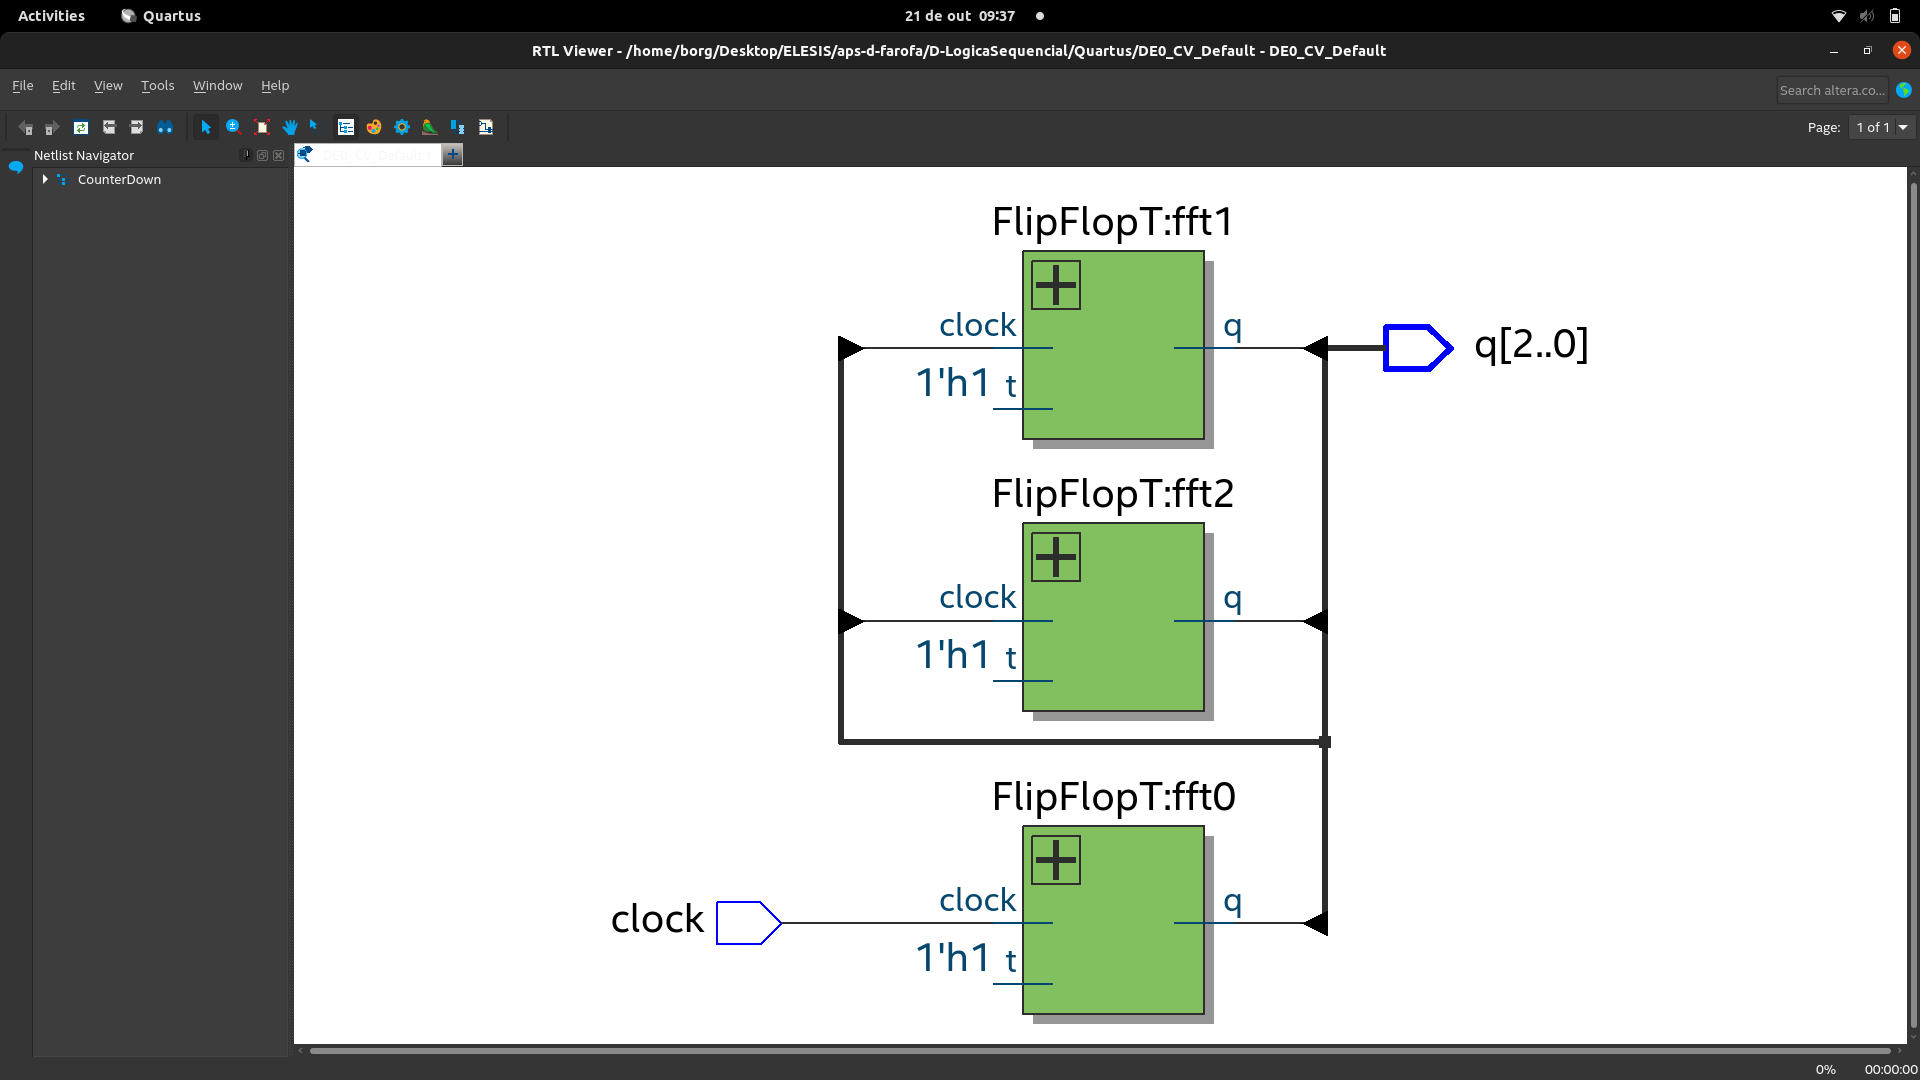 Activities Quartus 21 de out 09:37
RTL Viewer - /home/borg/Desktop/ELESIS/aps-d-farofa/D-LogicaSequencial/Quartus/DE0_CV_Default - DE0_CV_Default
File Edit View Tools Window Help
Search altera.co...
Page: 1 of 1
Netlist Navigator
CounterDown
FlipFlopT:fft1
clock q
q[2..0]
1'h1 t
FlipFlopT:fft2
clock q
1'h1 t
FlipFlopT:fft0
clock clock q
1'h1 t
0% 00:00:00